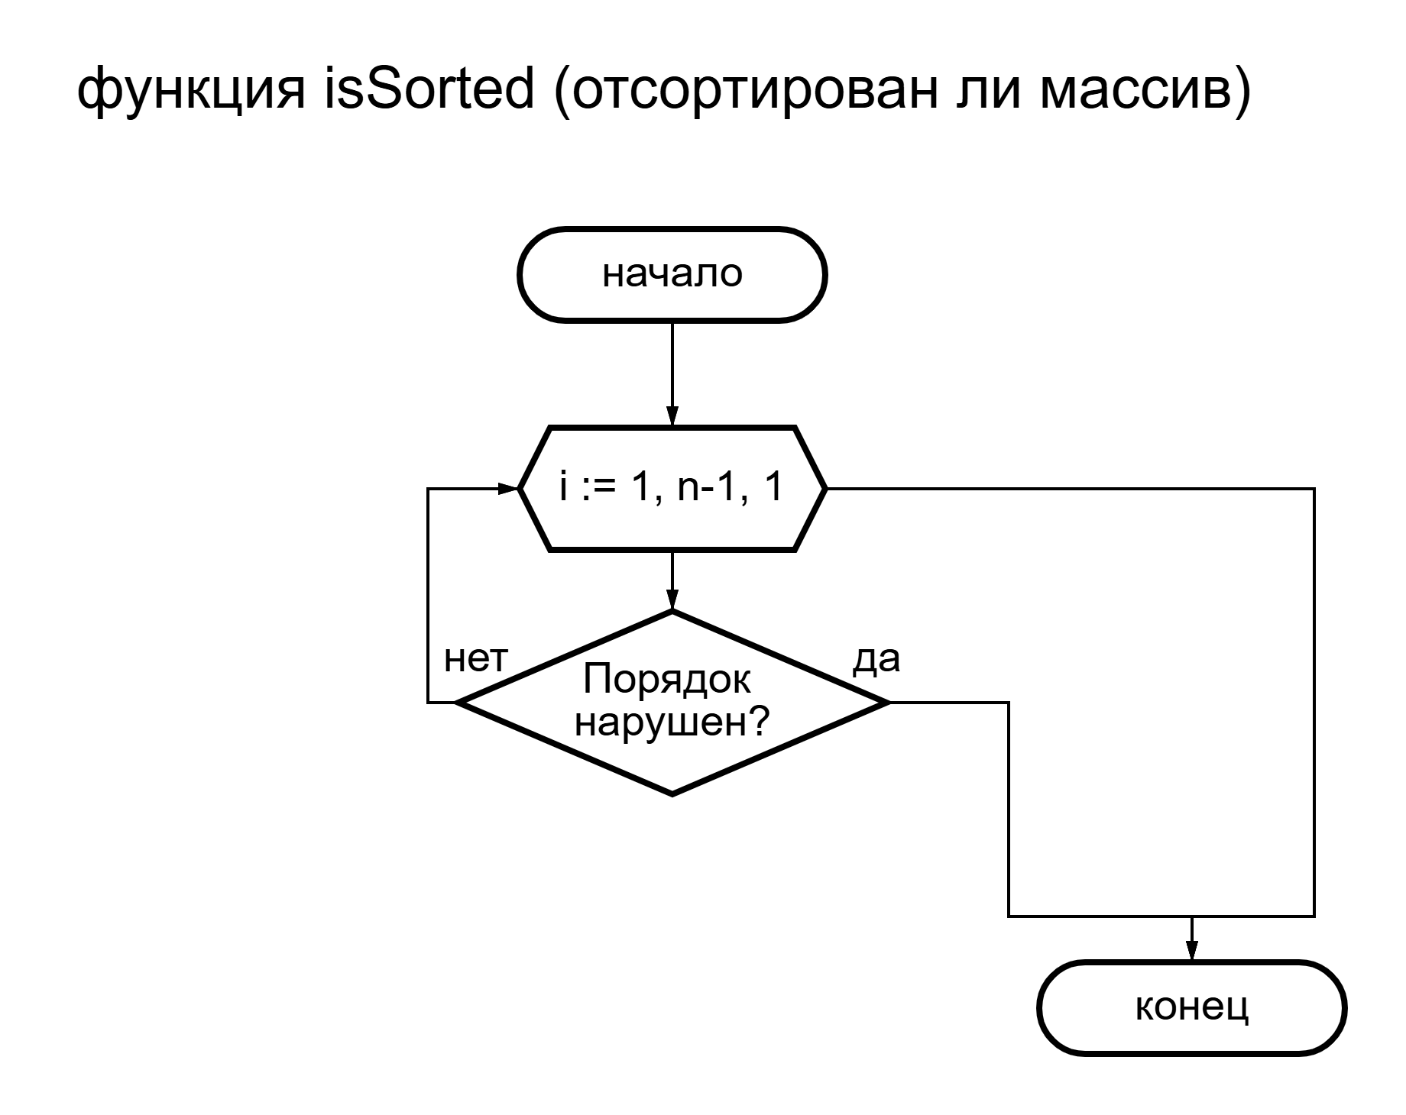 функция isSorted (отсортирован ли массив)
начало
i := 1, n-1, 1
нет
да
Порядок
нарушен?
конец